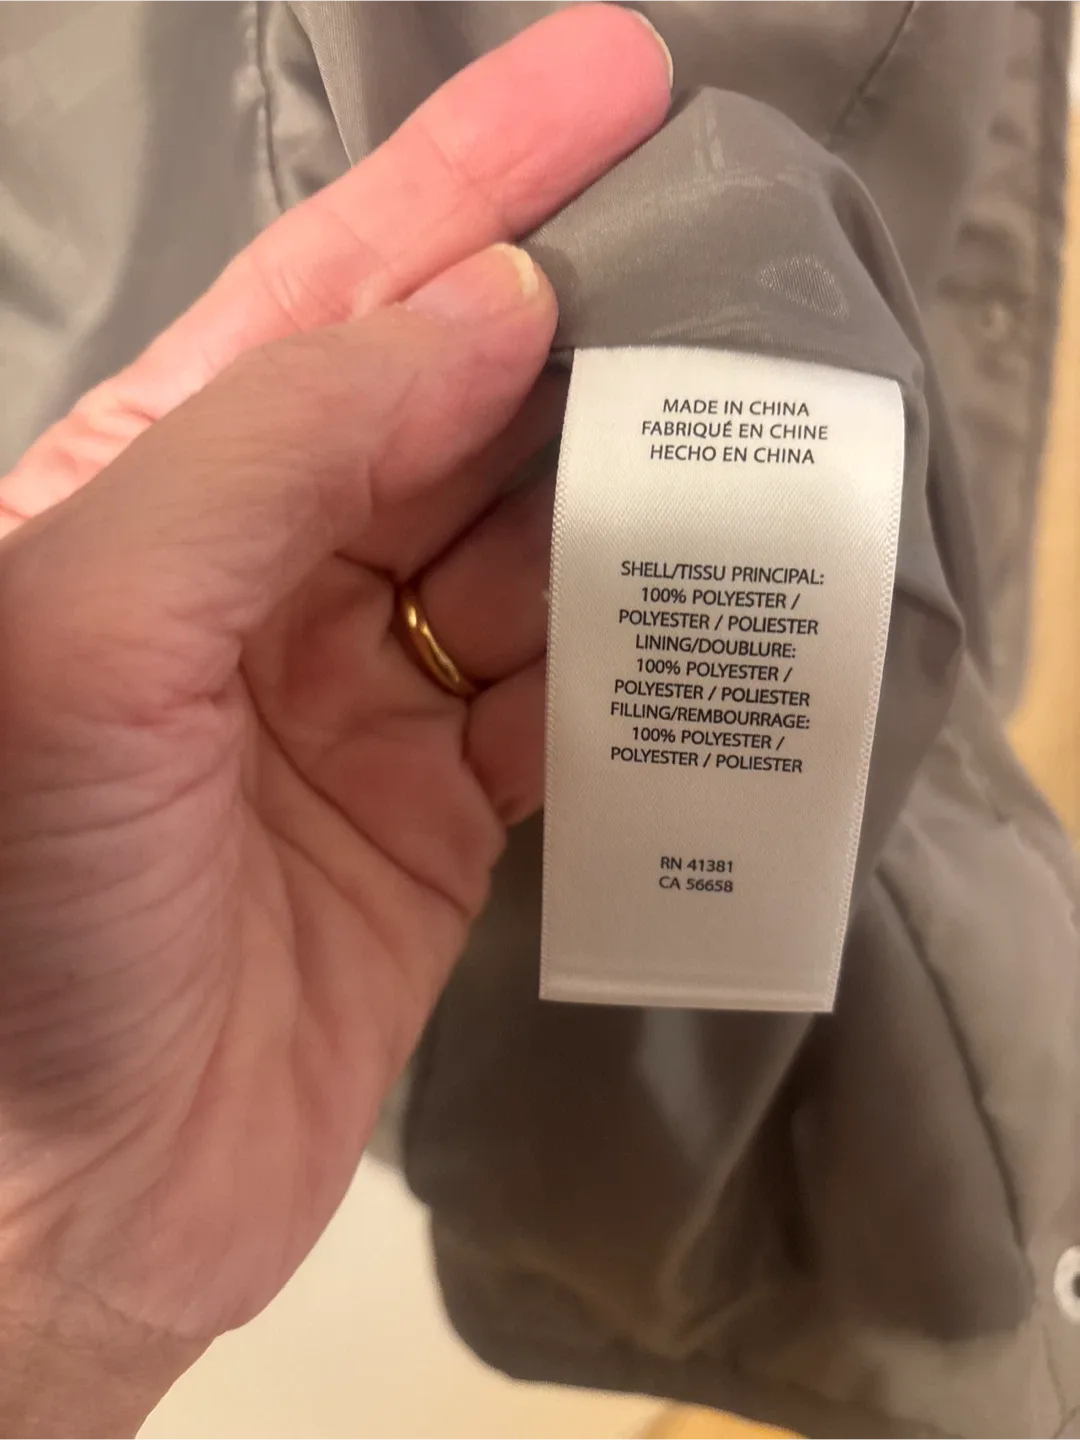 MADE IN CHINA
FABRIQUÉ EN CHINE
HECHO EN CHINA
SHELL/TISSU PRINCIPAL:
100% POLYESTER /
POLYESTER / POLIESTER
LINING/DOUBLURE:
100% POLYESTER /
POLYESTER / POLIESTER
FILLING/REMBOURRAGE:
100% POLYESTER /
POLYESTER / POLIESTER
RN 41381
CA 56658